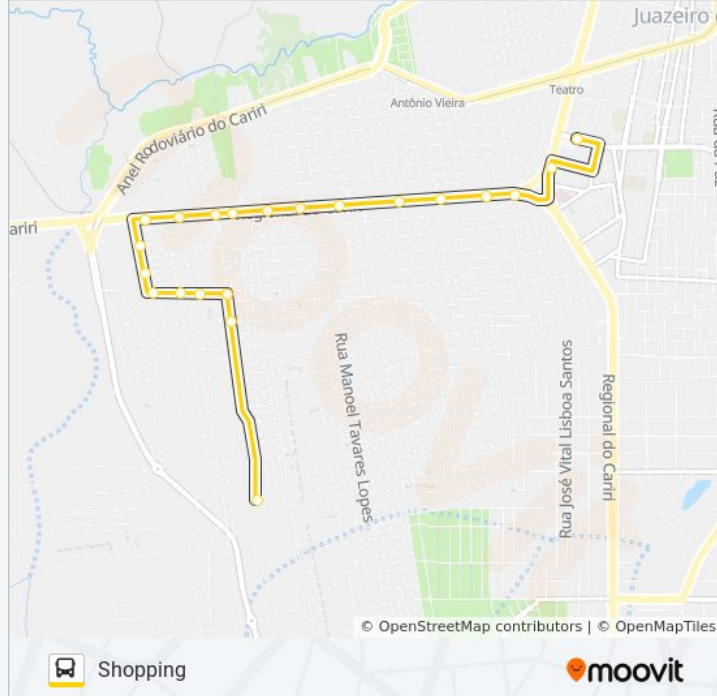 Juazeiro
Teatro
Antônio Vieira
Anel Rodoviário do Cariri
ariri
Rua Manoel Tavares Lopes
Rua José Vital Lisboa Santos
Regional do Cariri
© OpenStreetMap contributors | © OpenMapTiles
Shopping
moovit